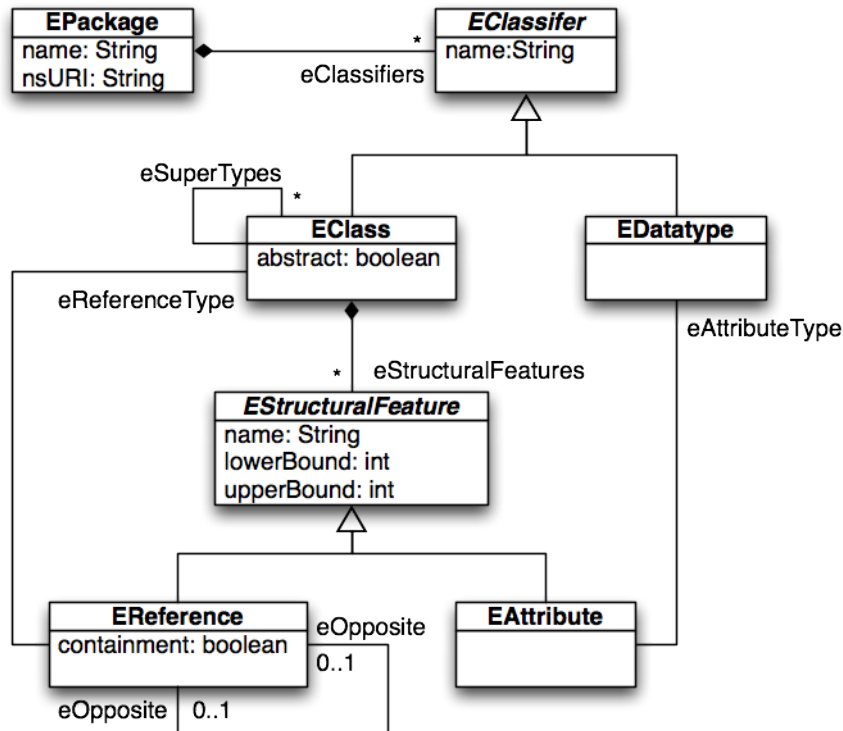 EPackage
name: String
nsURI: String
*
eClassifiers
EClassifer
name:String
eSuperTypes
*
EClass
abstract: boolean
EDatatype
eReferenceType
eAttributeType
*
eStructuralFeatures
EStructuralFeature
name: String
lowerBound: int
upperBound: int
EReference
containment: boolean
eOpposite
0..1
EAttribute
eOpposite
0..1